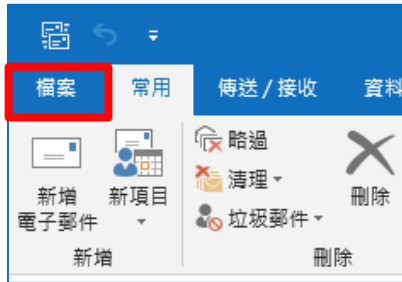 檔案 常用 傳送 / 接收 資料
略過
清理
垃圾郵件
新增
電子郵件
新項目
刪除
新增 刪除